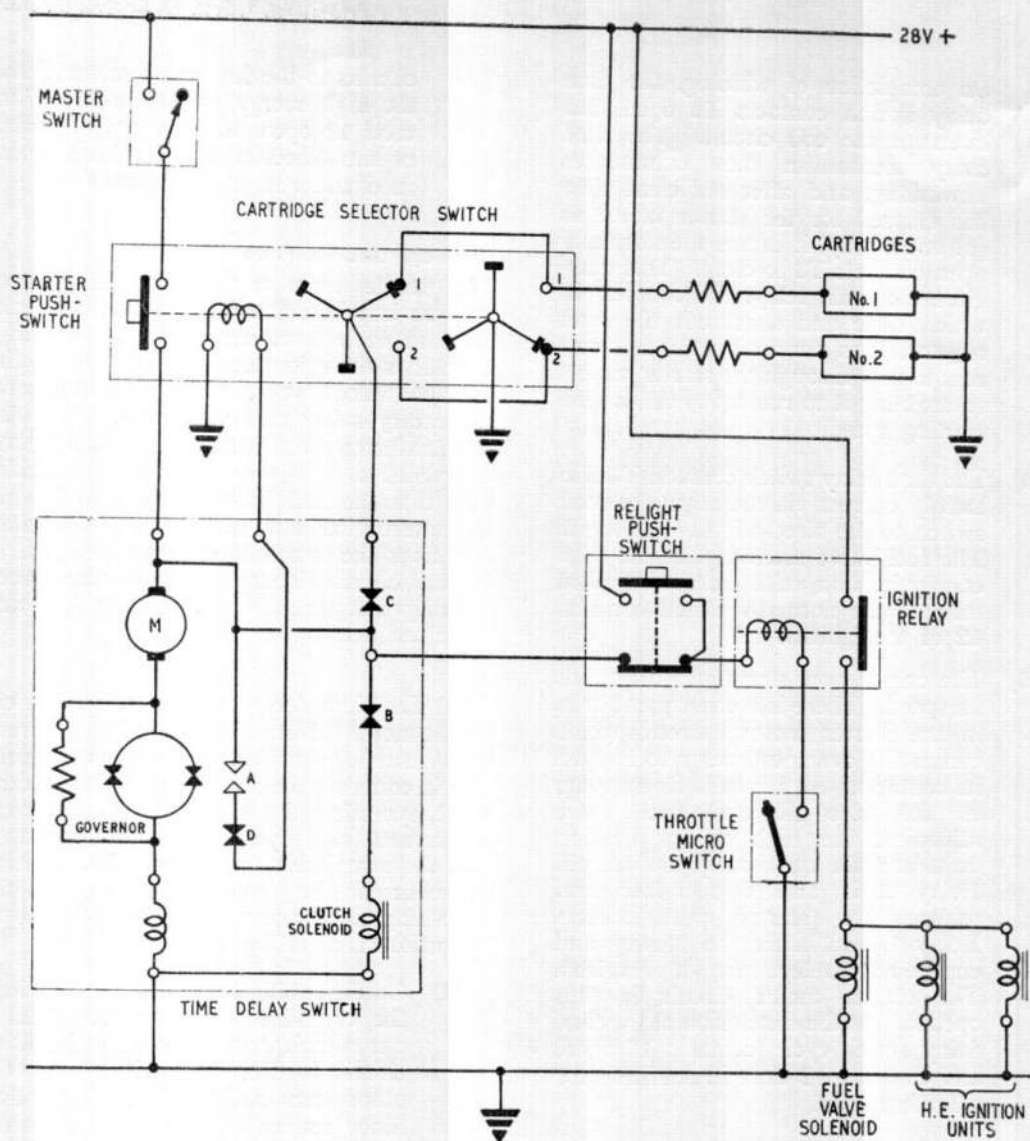 28V +
MASTER
SWITCH
CARTRIDGE SELECTOR SWITCH
CARTRIDGES
STARTER
PUSH-
SWITCH
1
1
No.1
2
2
No.2
RELIGHT
PUSH-
SWITCH
C
IGNITION
RELAY
M
B
A
GOVERNOR
D
THROTTLE
MICRO
SWITCH
CLUTCH
SOLENOID
TIME DELAY SWITCH
FUEL
VALVE
SOLENOID
H.E. IGNITION
UNITS